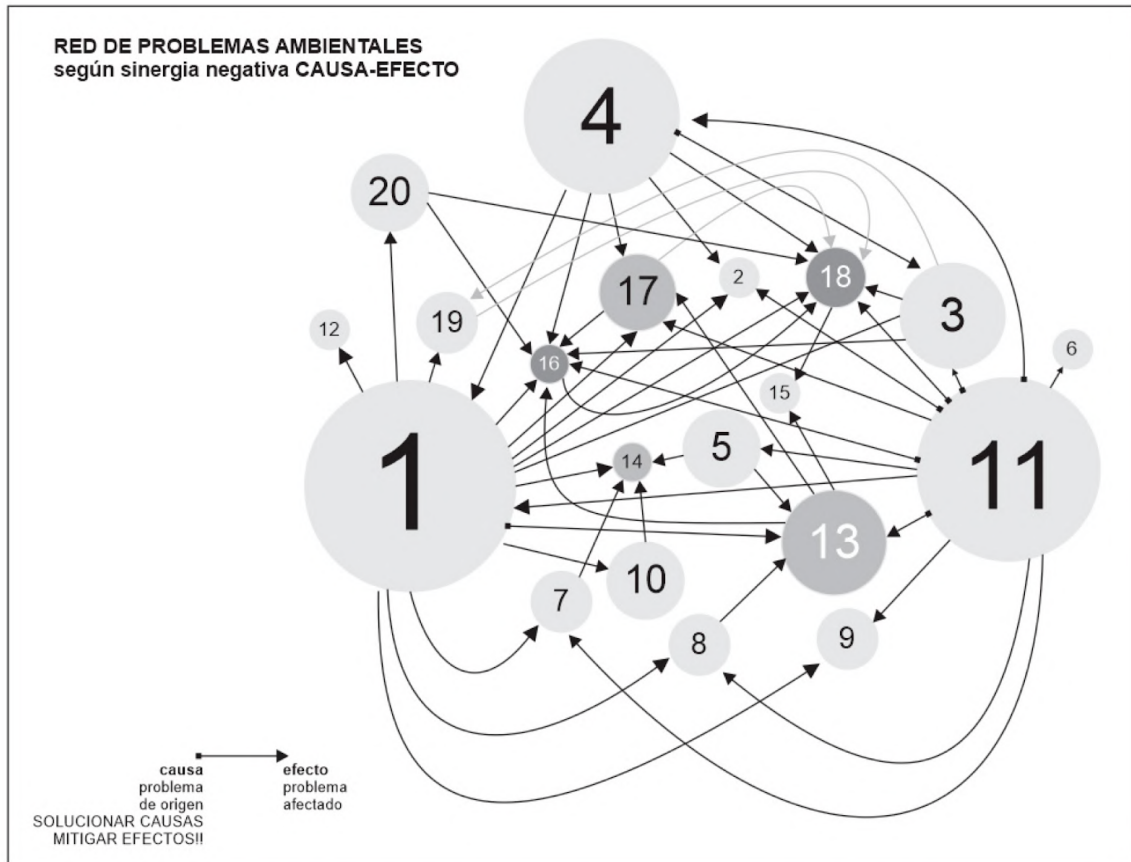 RED DE PROBLEMAS AMBIENTALES
según sinergia negativa CAUSA-EFECTO
4
20
18
2
17
3
19
12
16
6
15
5
14
1
11
13
10
7
8
9
causa
efecto
problema
problema
de origen
afectado
SOLUCIONAR CAUSAS
MITIGAR EFECTOS!!